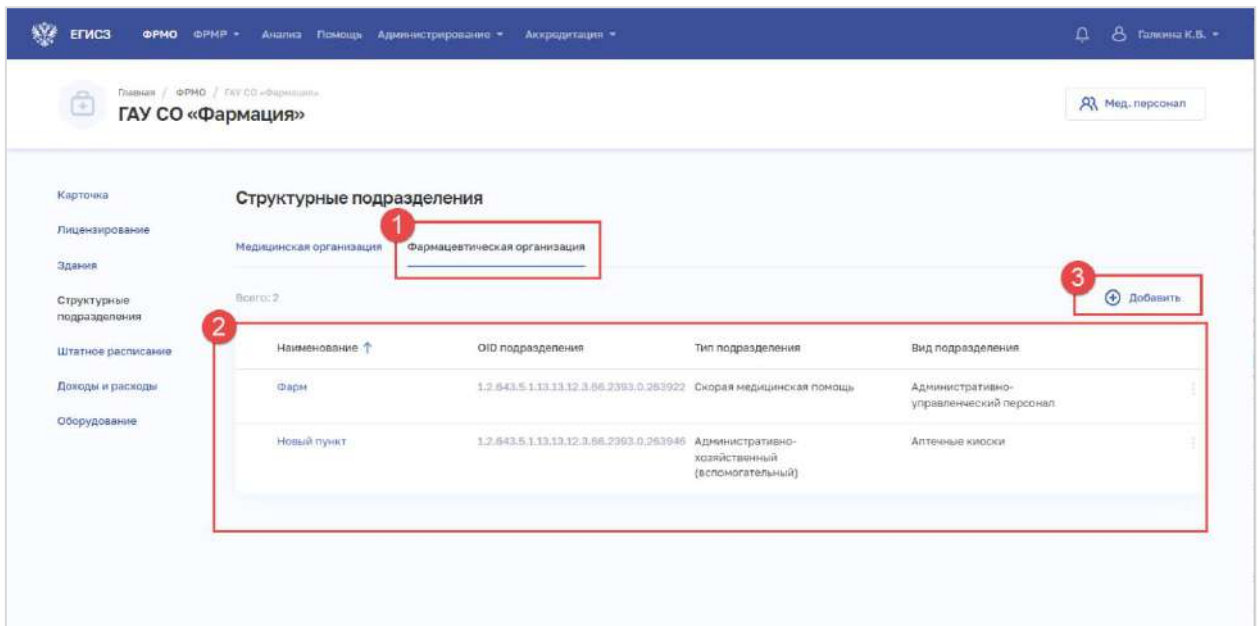 ЕГИСЗ ФРМО ФРМР Анализ Помощь Администрирование Аккредитация Галкина К.В.
Главная / ФРМО / ГАУ СО «Фармация»
ГАУ СО «Фармация»
Мед. персонал
Карточка
Лицензирование
Здания
Структурные
подразделения
Штатное расписание
Доходы и расходы
Оборудование
Структурные подразделения
1
Медицинская организация Фармацевтическая организация
Всего: 2
3
Добавить
2
Наименование ↑ OID подразделения Тип подразделения Вид подразделения
Фарм 1.2.643.5.1.13.13.12.3.66.2393.0.263922 Скорая медицинская помощь Административно-
управленческий персонал
Новый пункт 1.2.643.5.1.13.13.12.3.66.2393.0.263946 Административно- Аптечные киоски
хозяйственный
(вспомогательный)